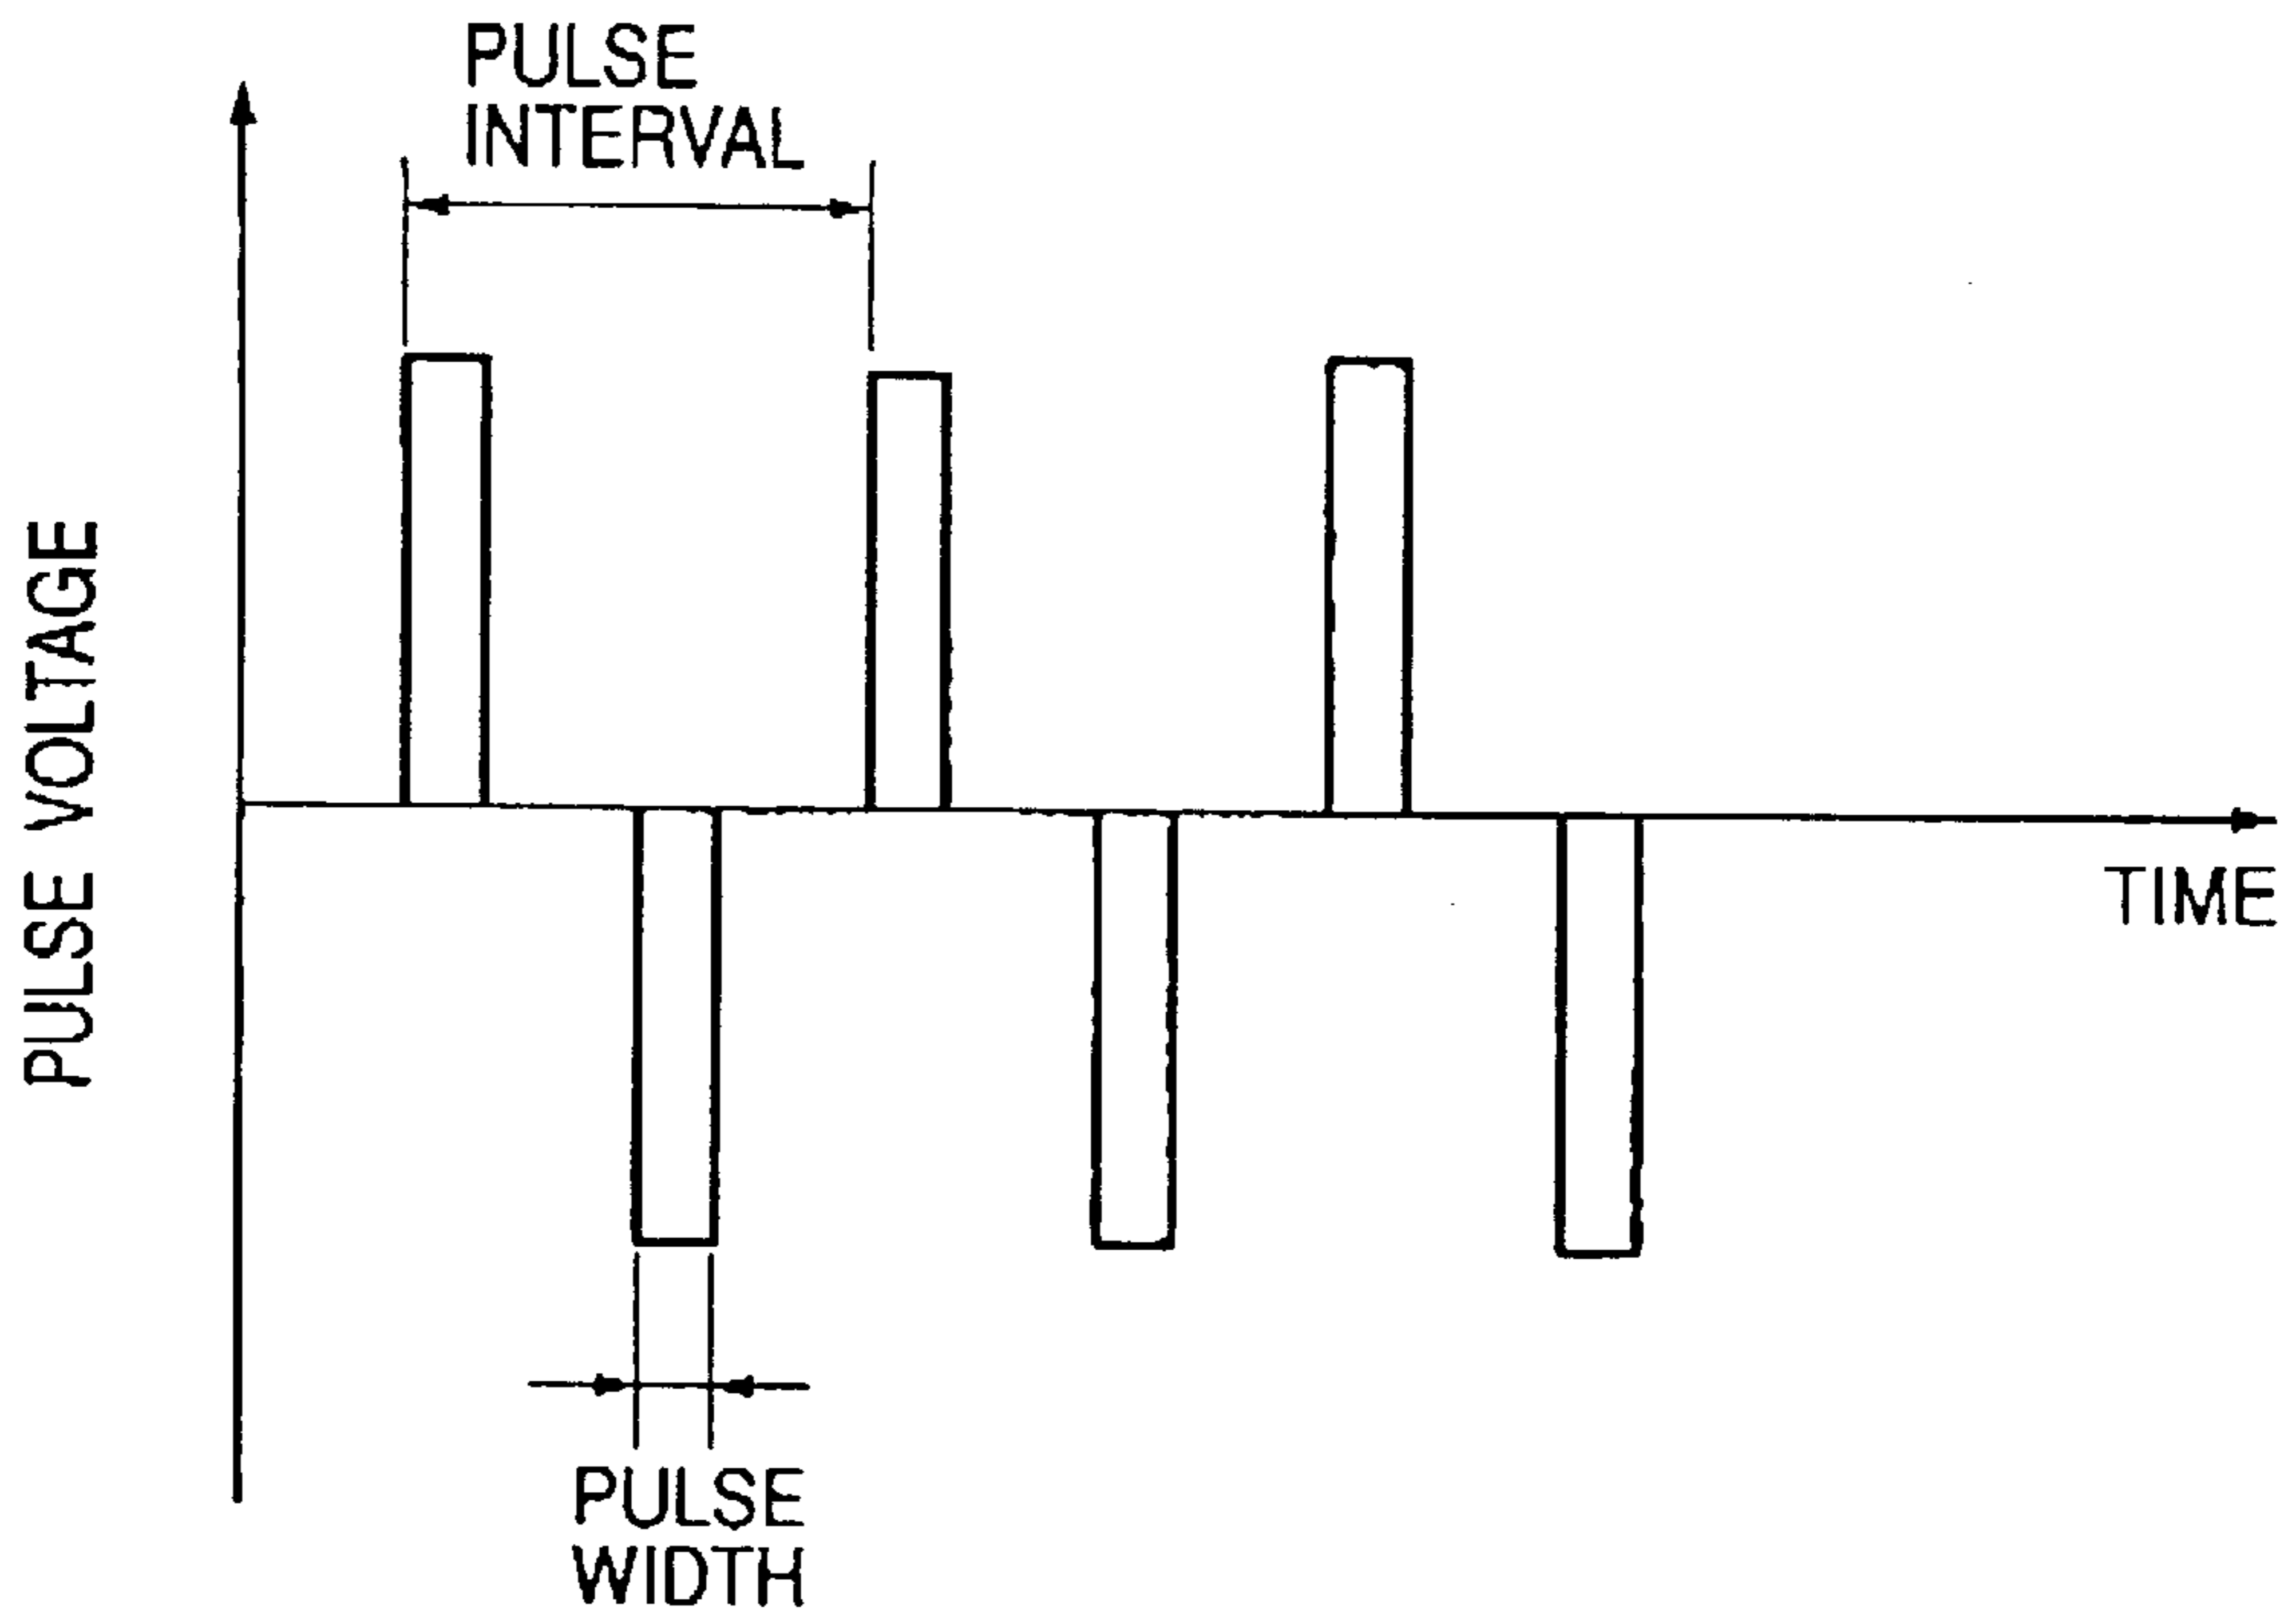 PULSE
INTERVAL
PULSE VOLTAGE
TIME
PULSE
WIDTH